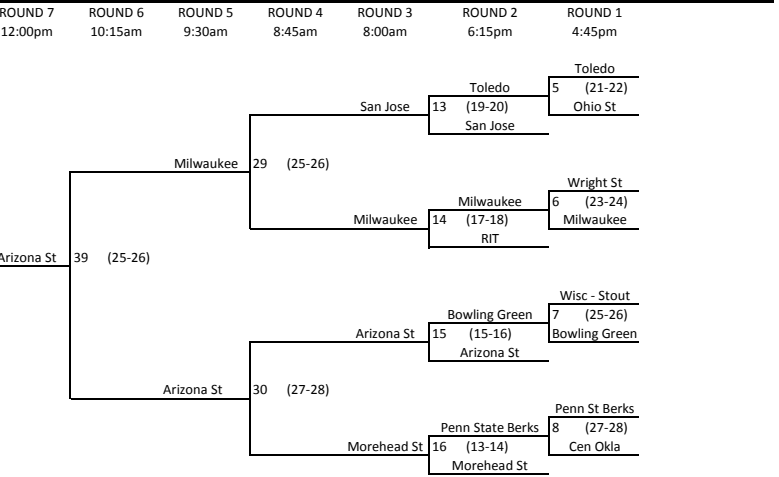 ROUND 7 ROUND 6 ROUND 5 ROUND 4 ROUND 3 ROUND 2 ROUND 1
12:00pm 10:15am 9:30am 8:45am 8:00am 6:15pm 4:45pm
Toledo
Toledo 5 (21-22)
San Jose 13 (19-20) Ohio St
San Jose
Milwaukee 29 (25-26)
Wright St
Milwaukee 6 (23-24)
Milwaukee 14 (17-18) Milwaukee
RIT
Arizona St 39 (25-26)
Wisc - Stout
Bowling Green 7 (25-26)
Arizona St 15 (15-16) Bowling Green
Arizona St
Arizona St 30 (27-28)
Penn St Berks
Penn State Berks 8 (27-28)
Morehead St 16 (13-14) Cen Okla
Morehead St